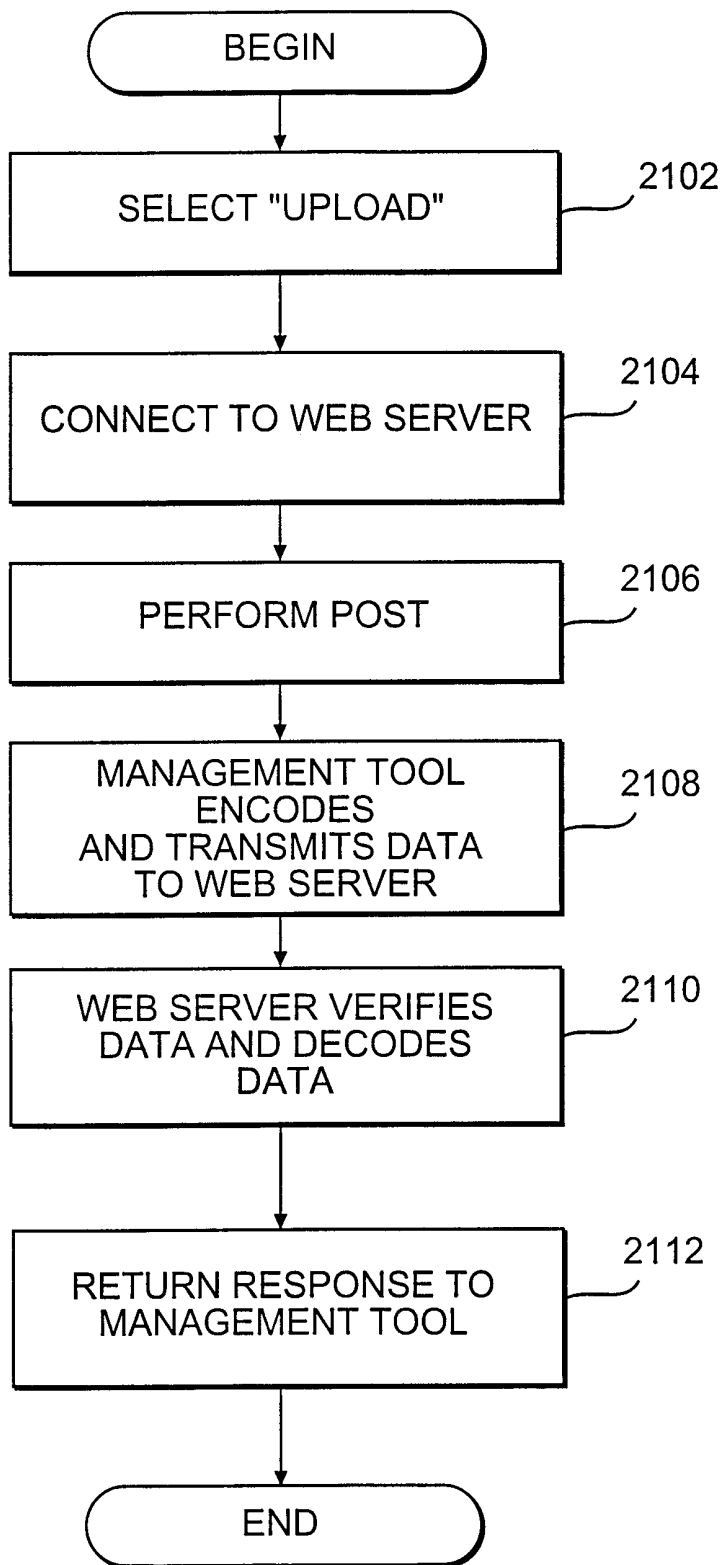 BEGIN
SELECT "UPLOAD"
2102
CONNECT TO WEB SERVER
2104
PERFORM POST
2106
MANAGEMENT TOOL
ENCODES
AND TRANSMITS DATA
TO WEB SERVER
2108
WEB SERVER VERIFIES
DATA AND DECODES
DATA
2110
RETURN RESPONSE TO
MANAGEMENT TOOL
2112
END